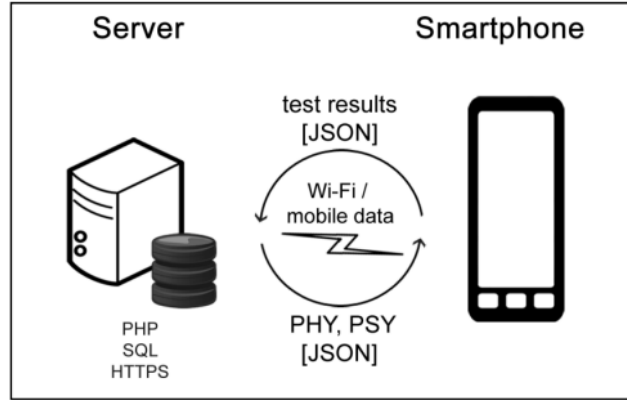 Server
Smartphone
test results
[JSON]
Wi-Fi /
mobile data
PHY, PSY
[JSON]
PHP
SQL
HTTPS